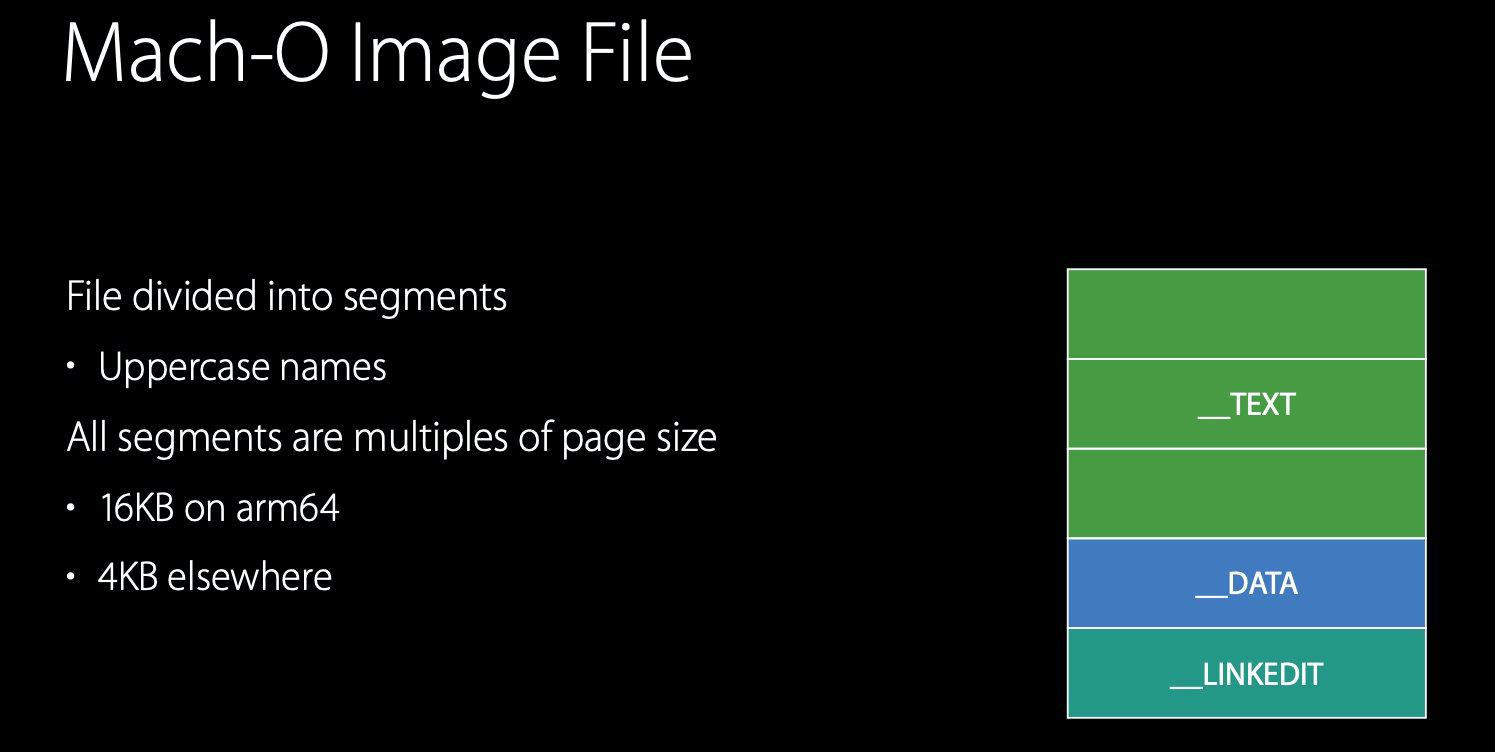 Mach-O Image File
File divided into segments
• Uppercase names
All segments are multiples of page size
• 16KB on arm64
• 4KB elsewhere
__TEXT
__DATA
__LINKEDIT